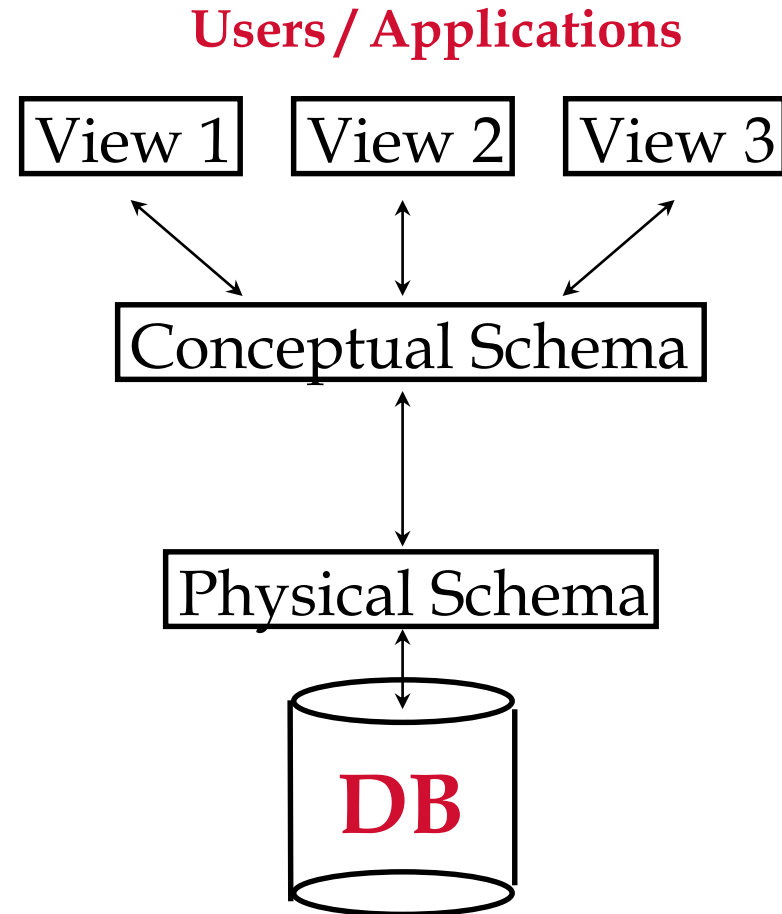 Users / Applications
View 1 View 2 View 3
Conceptual Schema
Physical Schema
DB